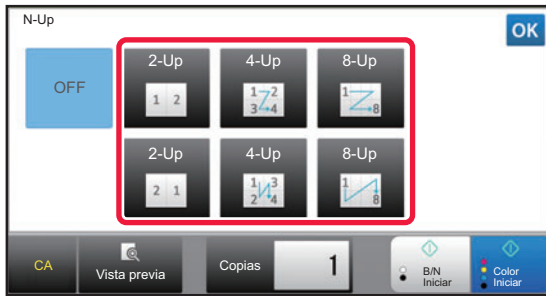 N-Up
OK
OFF
2-Up
4-Up
8-Up
1 2
1 2
3 4
1 8
2-Up
4-Up
8-Up
2 1
1 3
2 4
1 8
CA
Vista previa
Copias
1
B/N
Iniciar
Color
Iniciar